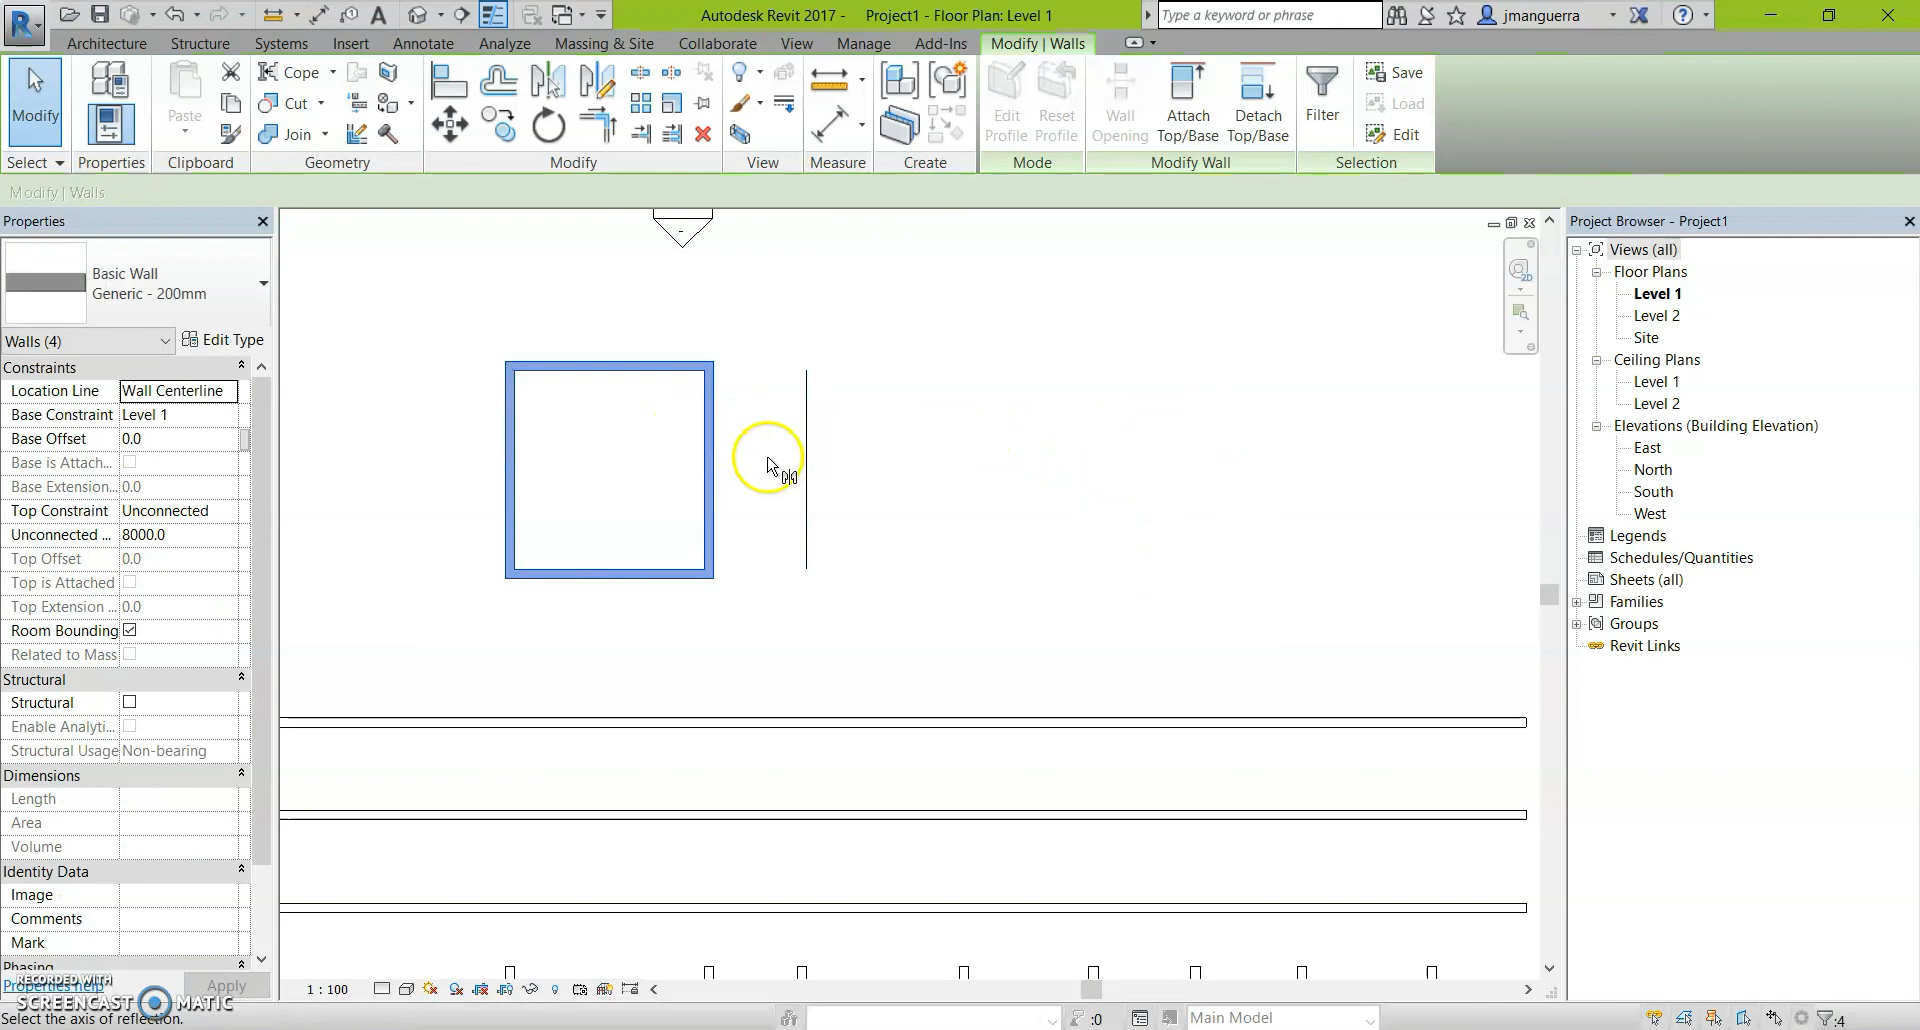 Autodesk Revit 2017 - Project1 - Floor Plan: Level 1
Type a keyword or phrase
jmanguerra
Architecture Structure Systems Insert Annotate Analyze Massing & Site Collaborate View Manage Add-Ins Modify | Walls
Modify
Paste
Cope
Cut
Join
Edit Profile
Reset Profile
Wall Opening
Attach Top/Base
Detach Top/Base
Filter
Save
Load
Edit
Select Properties Clipboard Geometry Modify View Measure Create Mode Modify Wall Selection
Modify | Walls
Properties
Basic Wall
Generic - 200mm
Walls (4) Edit Type
Constraints
Location Line Wall Centerline
Base Constraint Level 1
Base Offset 0.0
Base is Attach...
Base Extension... 0.0
Top Constraint Unconnected
Unconnected ... 8000.0
Top Offset 0.0
Top is Attached
Top Extension ... 0.0
Room Bounding
Related to Mass
Structural
Structural
Enable Analyti...
Structural Usage Non-bearing
Dimensions
Length
Area
Volume
Identity Data
Image
Comments
Mark
Phasing
Properties help Apply
RECORDED WITH
SCREENCAST MATIC
Select the axis of reflection.
1 : 100
:0
Main Model
:4
Project Browser - Project1
Views (all)
Floor Plans
Level 1
Level 2
Site
Ceiling Plans
Level 1
Level 2
Elevations (Building Elevation)
East
North
South
West
Legends
Schedules/Quantities
Sheets (all)
Families
Groups
Revit Links
2D